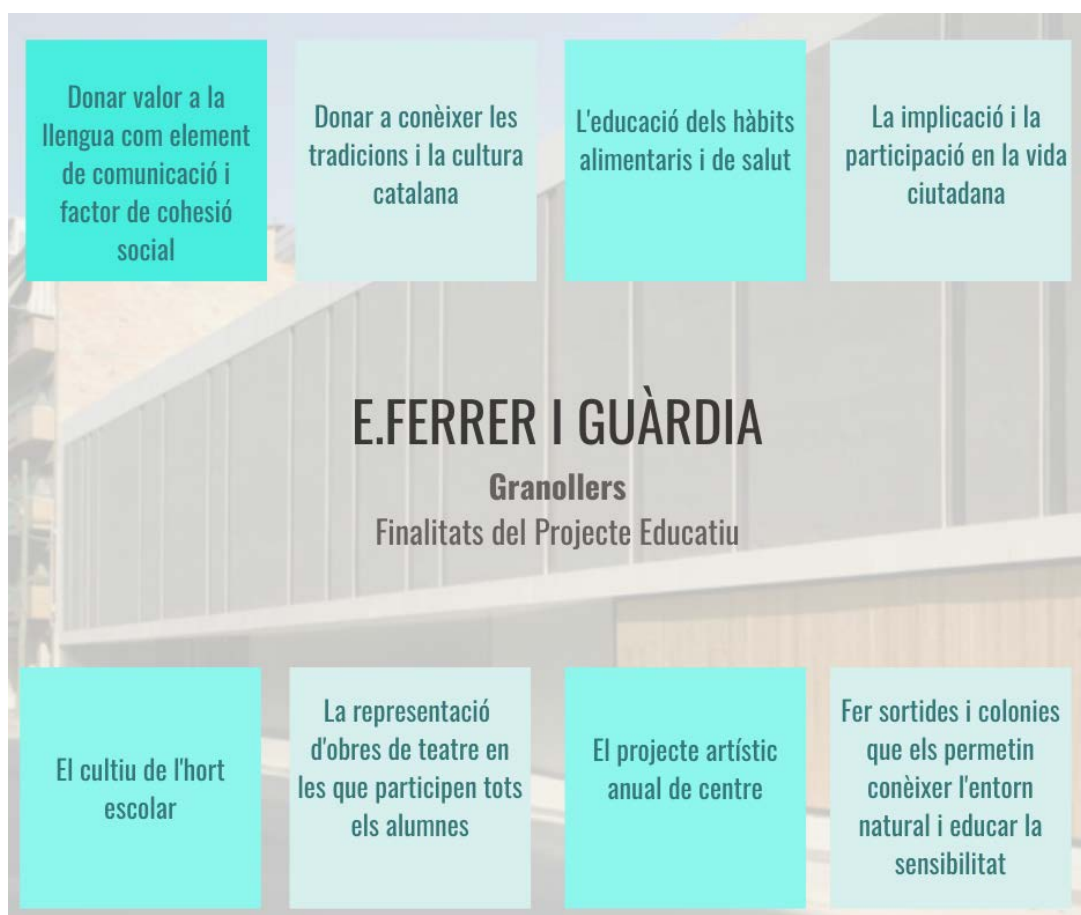 Donar valor a la
llengua com element
de comunicació i
factor de cohesió
social
Donar a conèixer les
tradicions i la cultura
catalana
L'educació dels hàbits
alimentaris i de salut
La implicació i la
participació en la vida
ciutadana
E.FERRER I GUÀRDIA
Granollers
Finalitats del Projecte Educatiu
El cultiu de l'hort
escolar
La representació
d'obres de teatre en
les que participen tots
els alumnes
El projecte artístic
anual de centre
Fer sortides i colonies
que els permetin
conèixer l'entorn
natural i educar la
sensibilitat